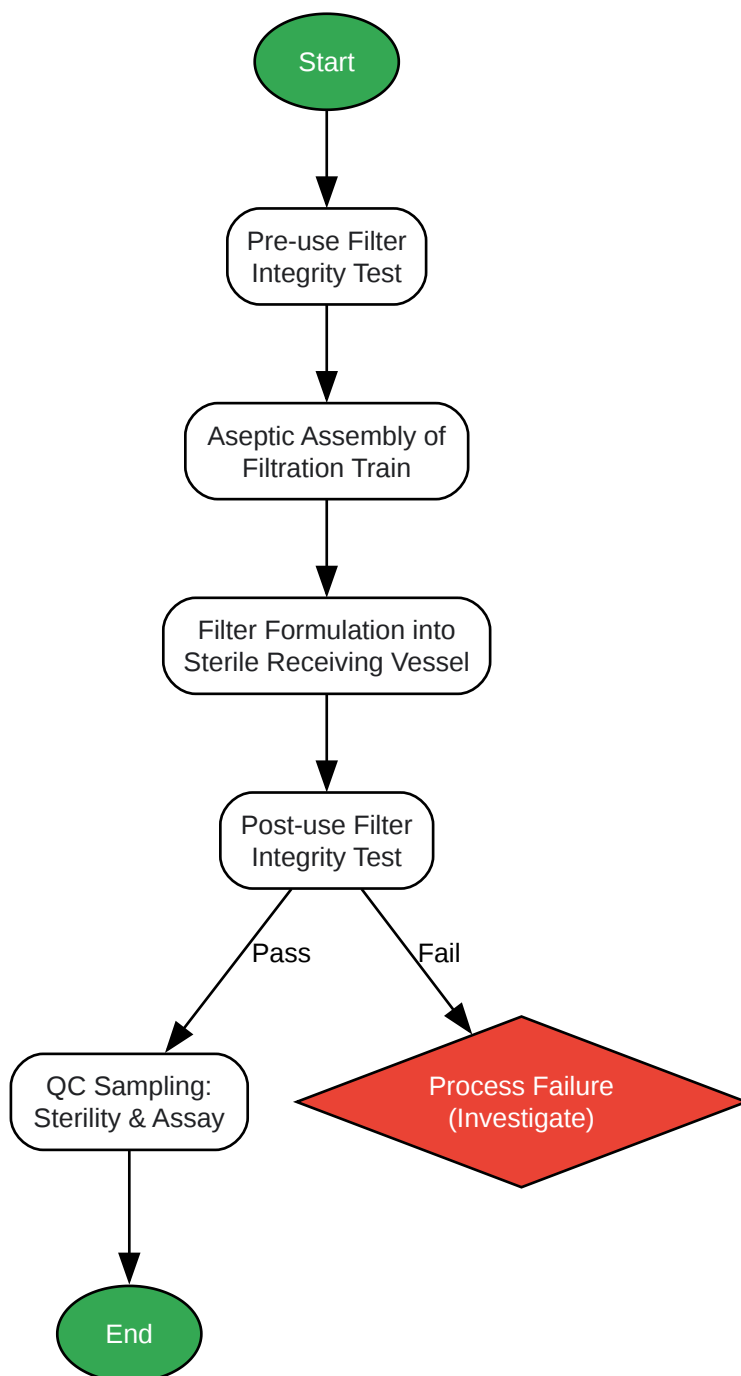 Start
Pre-use Filter
Integrity Test
Aseptic Assembly of
Filtration Train
Filter Formulation into
Sterile Receiving Vessel
Post-use Filter
Integrity Test
Pass
Fail
QC Sampling:
Sterility & Assay
Process Failure
(Investigate)
End